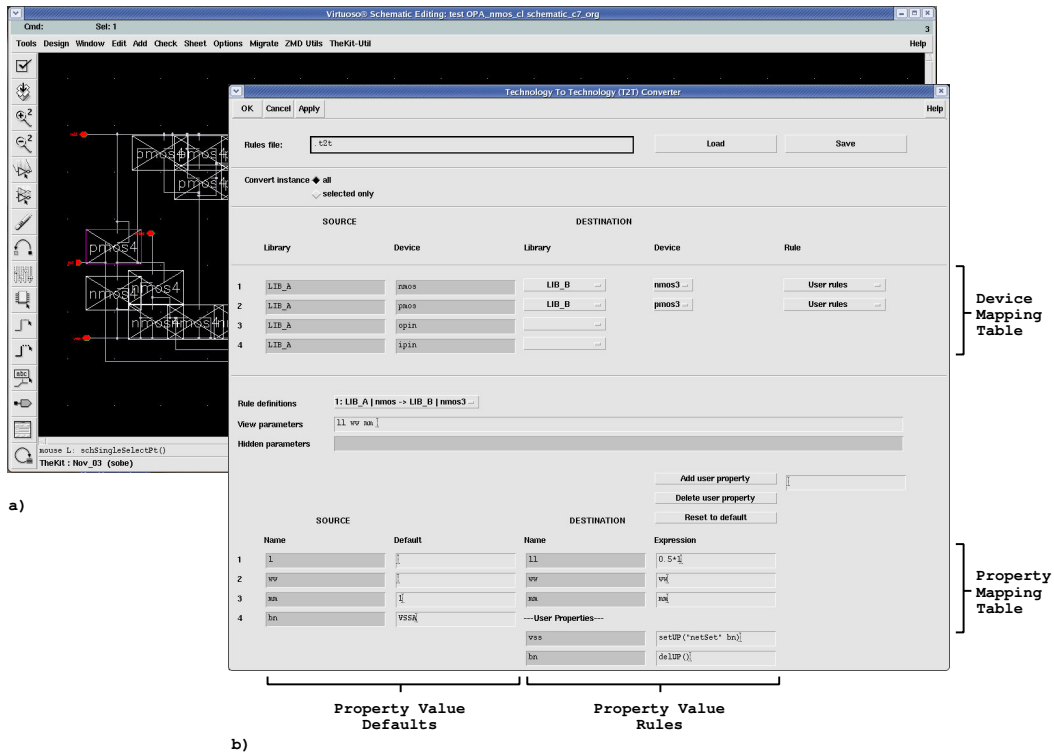 Virtuoso® Schematic Editing: test OPA_nmos_cl schematic_c7_org
Cmd: Sel: 1 3
Tools Design Window Edit Add Check Sheet Options Migrate ZMD Utils TheKit-Util Help
pmos4
pmos4
pmos4
nmos4
nmos4
mouse L: schSingleSelectPt()
TheKit : Nov_03 (sobe)
a)
Technology To Technology (T2T) Converter
OK Cancel Apply Help
Rules file: .t2t Load Save
Convert instance all
selected only
SOURCE DESTINATION
Library Device Library Device Rule
1 LIB_A nmos LIB_B nmos3 User rules
2 LIB_A pmos LIB_B pmos3 User rules
3 LIB_A opin
4 LIB_A ipin
Device
Mapping
Table
Rule definitions 1: LIB_A | nmos -> LIB_B | nmos3
View parameters ll ww mm
Hidden parameters
Add user property
Delete user property
SOURCE DESTINATION Reset to default
Name Default Name Expression
1 l ll 0.5*l
2 ww ww ww
3 mm 1 mm mm
4 bn VSSA ---User Properties---
vss setUP("netSet" bn)
bn delUP()
Property
Mapping
Table
Property Value
Defaults
Property Value
Rules
b)